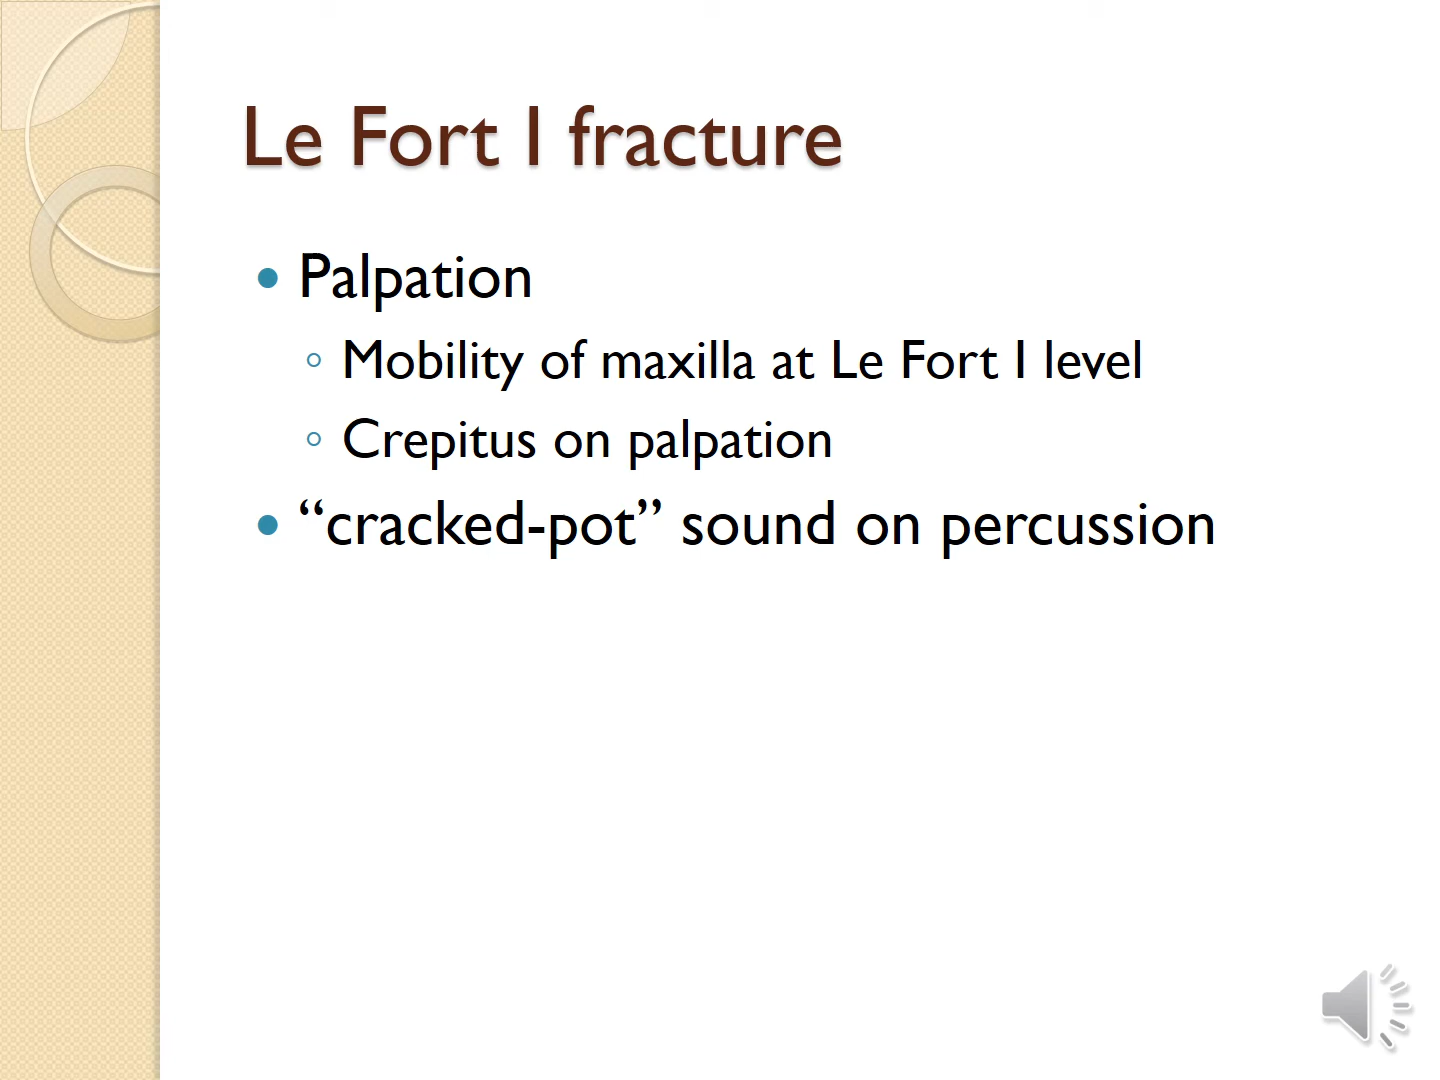 Le Fort I fracture
• Palpation
◦ Mobility of maxilla at Le Fort I level
◦ Crepitus on palpation
• “cracked-pot” sound on percussion